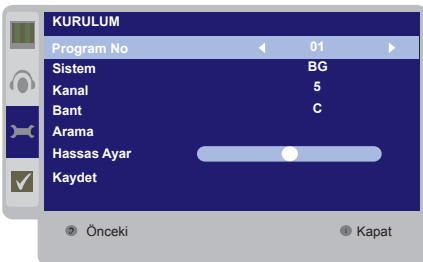 KURULUM
Program No 01
Sistem BG
Kanal 5
Bant C
Arama
Hassas Ayar
Kaydet
Önceki Kapat